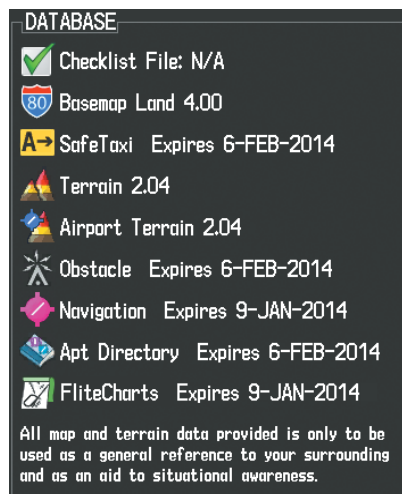 DATABASE
Checklist File: N/A
80 Basemap Land 4.00
A→ SafeTaxi Expires 6-FEB-2014
Terrain 2.04
Airport Terrain 2.04
Obstacle Expires 6-FEB-2014
Navigation Expires 9-JAN-2014
Apt Directory Expires 6-FEB-2014
FliteCharts Expires 9-JAN-2014
All map and terrain data provided is only to be
used as a general reference to your surrounding
and as an aid to situational awareness.